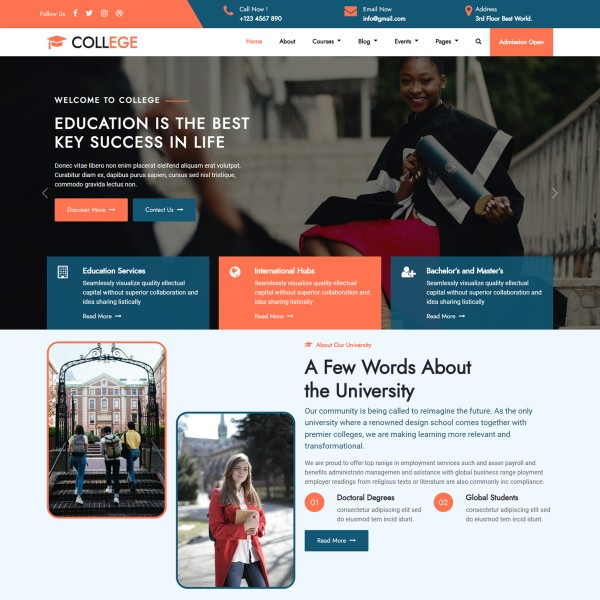 Follow Us
Call Now !
+123 4567 890
Email Now
info@gmail.com
Address
3rd Floor Best World.
COLLEGE
Home
About
Courses
Blog
Events
Pages
Admission Open
WELCOME TO COLLEGE
EDUCATION IS THE BEST
KEY SUCCESS IN LIFE
Donec vitae libero non enim placerat eleifend aliquam erat volutpat.
Curabitur diam ex, dapibus purus sapien, cursus sed nisl tristique,
commodo gravida lectus non.
Discover More
Contact Us
Education Services
Seamlessly visualize quality ellectual
capital without superior collaboration and
idea sharing listically
Read More
International Hubs
Seamlessly visualize quality ellectual
capital without superior collaboration and
idea sharing listically
Read More
Bachelor's and Master's
Seamlessly visualize quality ellectual
capital without superior collaboration and
idea sharing listically
Read More
About Our University
A Few Words About
the University
Our community is being called to reimagine the future. As the only
university where a renowned design school comes together with
premier colleges, we are making learning more relevant and
transformational.
We are proud to offer top ranage in employment services such and asser payroll and
benefits administrato managemen and asistance with global business range ployment
employer readings from religious texts or literature are also commonly inc compliance.
01
Doctoral Degrees
consectetur adipiscing elit sed
do eiusmod tem incid idunt.
02
Global Students
consectetur adipiscing elit sed
do eiusmod tem incid idunt.
Read More